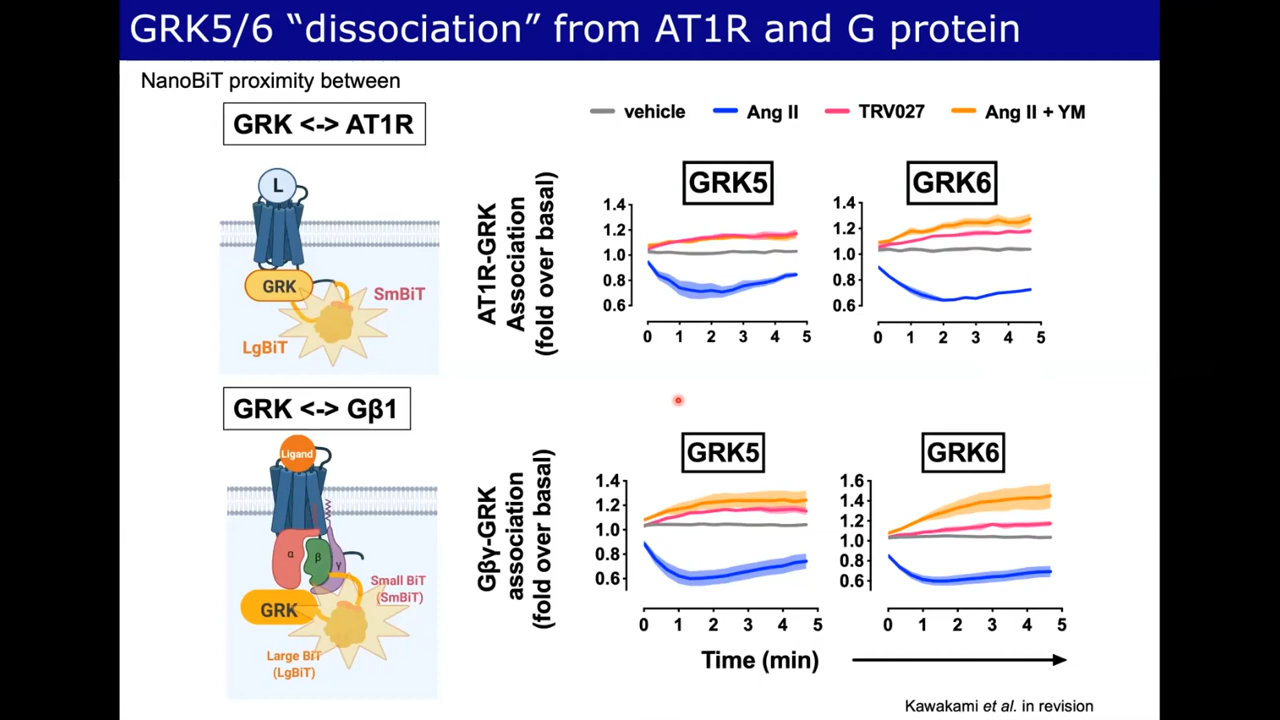 GRK5/6 “dissociation” from AT1R and G protein
NanoBiT proximity between
GRK <-> AT1R
L
GRK
SmBiT
LgBiT
vehicle
Ang II
TRV027
Ang II + YM
AT1R-GRK
Association
(fold over basal)
GRK5
1.4
1.2
1.0
0.8
0.6
0 1 2 3 4 5
GRK6
1.4
1.2
1.0
0.8
0.6
0 1 2 3 4 5
GRK <-> Gβ1
Ligand
α
β
γ
GRK
Small BiT
(SmBiT)
Large BiT
(LgBiT)
Gβγ-GRK
association
(fold over basal)
GRK5
1.4
1.2
1.0
0.8
0.6
0 1 2 3 4 5
GRK6
1.6
1.4
1.2
1.0
0.8
0.6
0 1 2 3 4 5
Time (min)
Kawakami et al. in revision